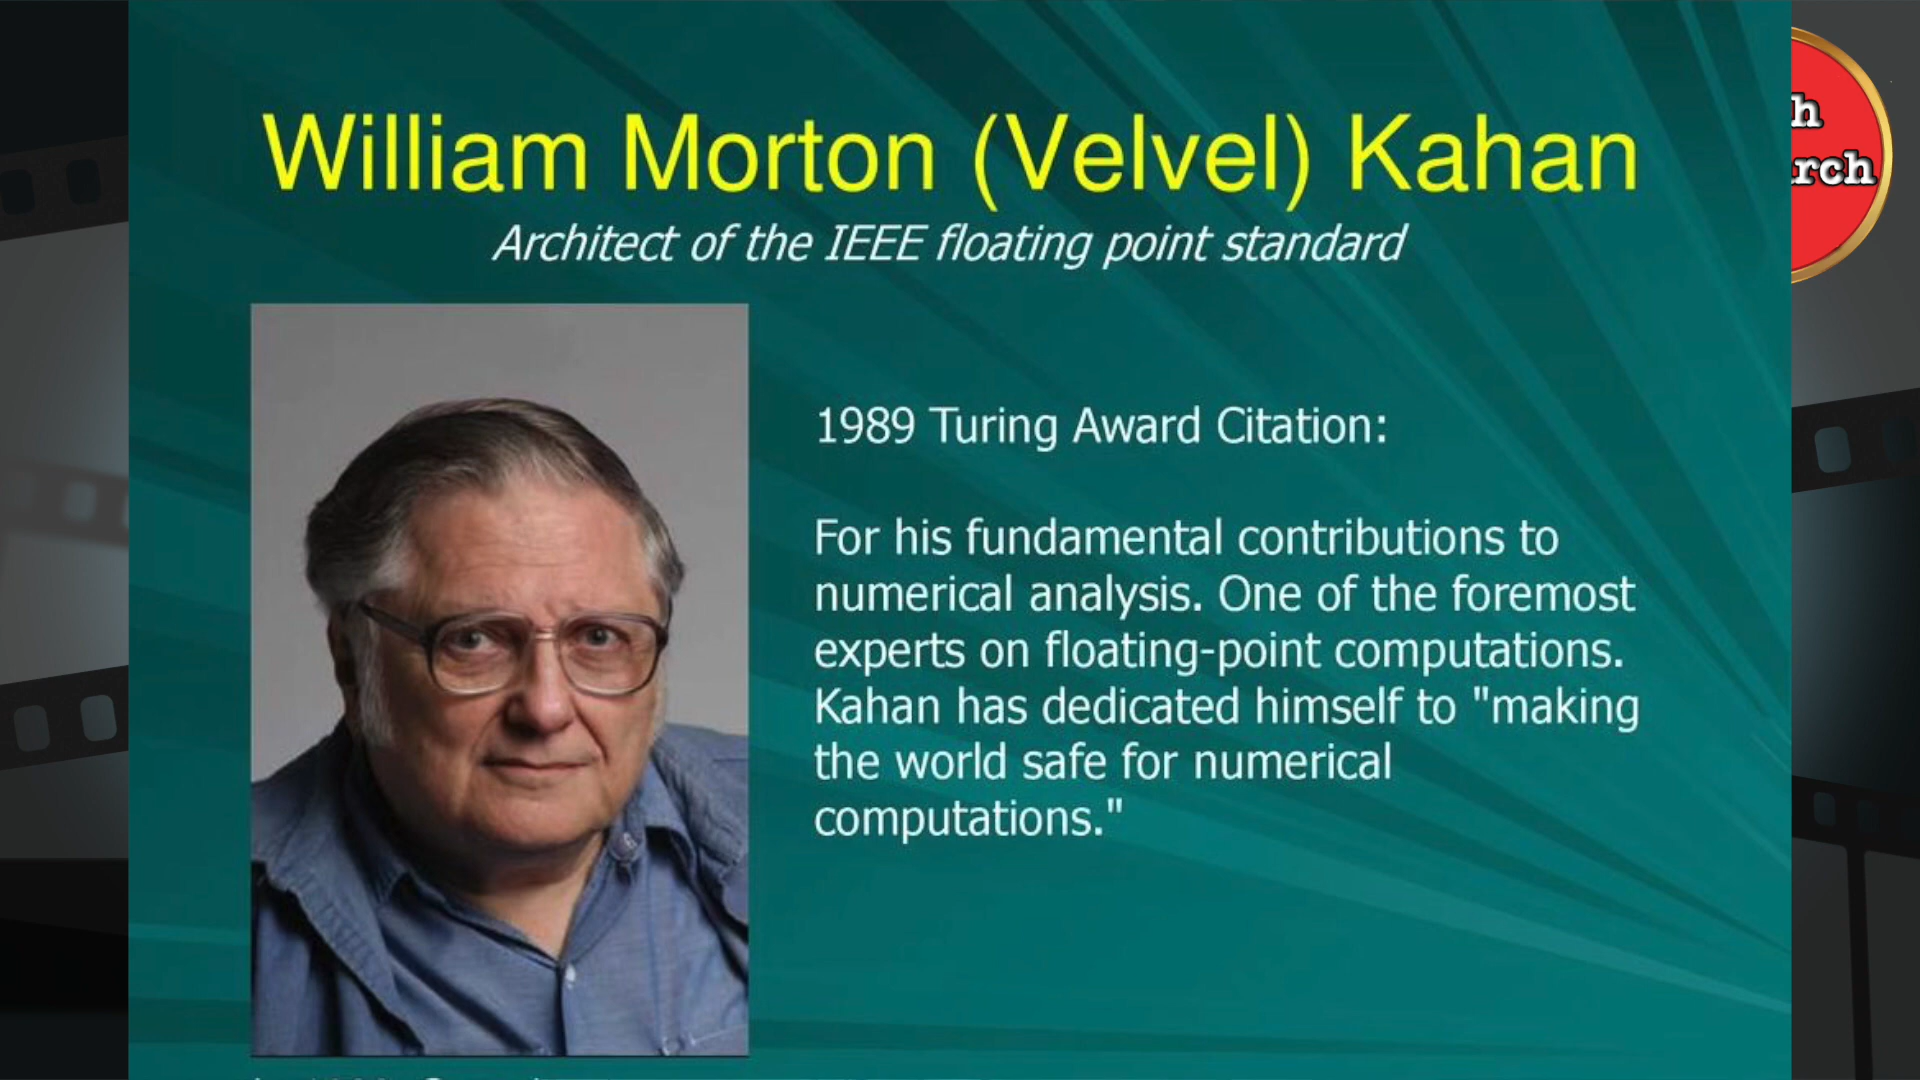 William Morton (Velvel) Kahan
Architect of the IEEE floating point standard
1989 Turing Award Citation:
For his fundamental contributions to
numerical analysis. One of the foremost
experts on floating-point computations.
Kahan has dedicated himself to "making
the world safe for numerical
computations."